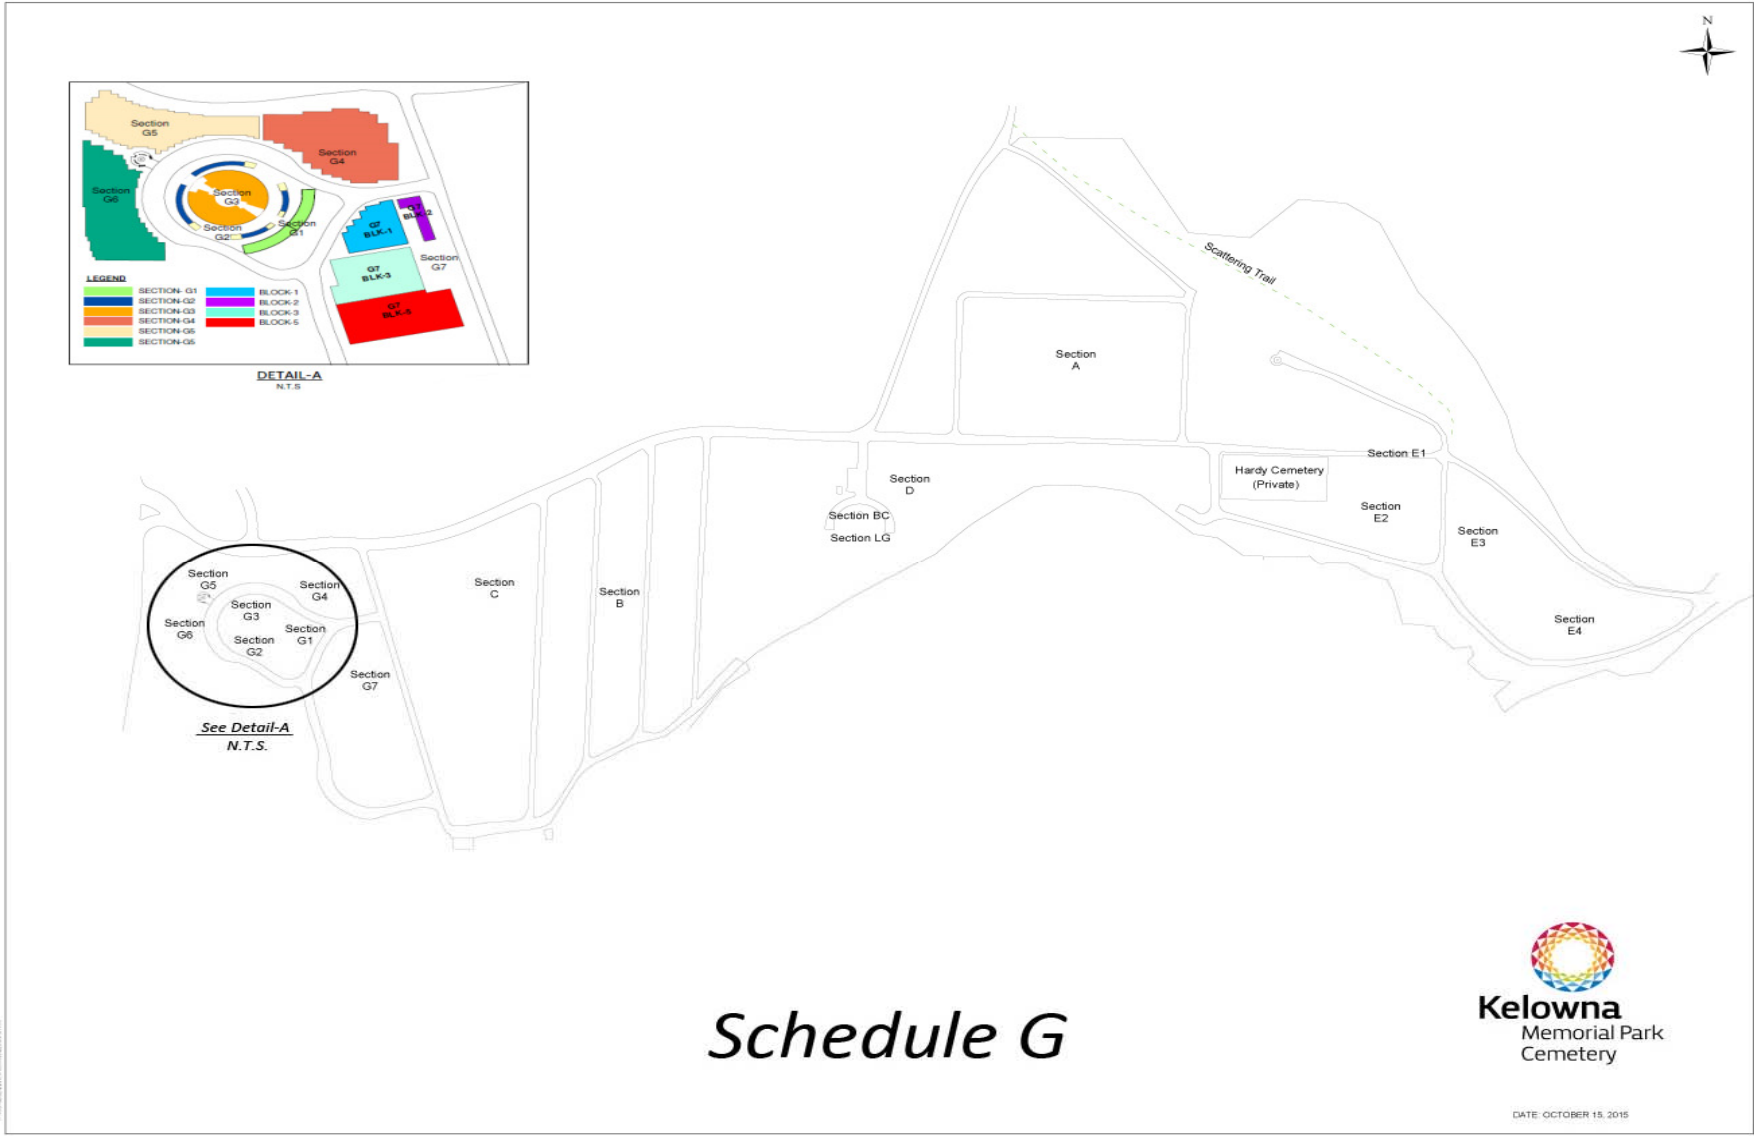 N
Section
G5
Section
G4
Section
G6
Section
G3
Section
G2
Section
G1
G7
BLK-1
G7
BLK-2
Section
G7
G7
BLK-3
G7
LEGEND
SECTION- G1
SECTION-G2
SECTION-G3
SECTION-G4
SECTION-G5
SECTION-G5
BLOCK-1
BLOCK-2
BLOCK-3
BLOCK-5
DETAIL-A
N.T.S
Scattering Trail
Section
A
Section E1
Hardy Cemetery
(Private)
Section
D
Section
E2
Section BC
Section
E3
Section LG
Section
G5
Section
C
Section
G4
Section
B
Section
G3
Section
G6
Section
G1
Section
G2
Section
E4
Section
G7
See Detail-A
N.T.S.
Schedule G
Kelowna
Memorial Park
Cemetery
DATE: OCTOBER 15, 2015